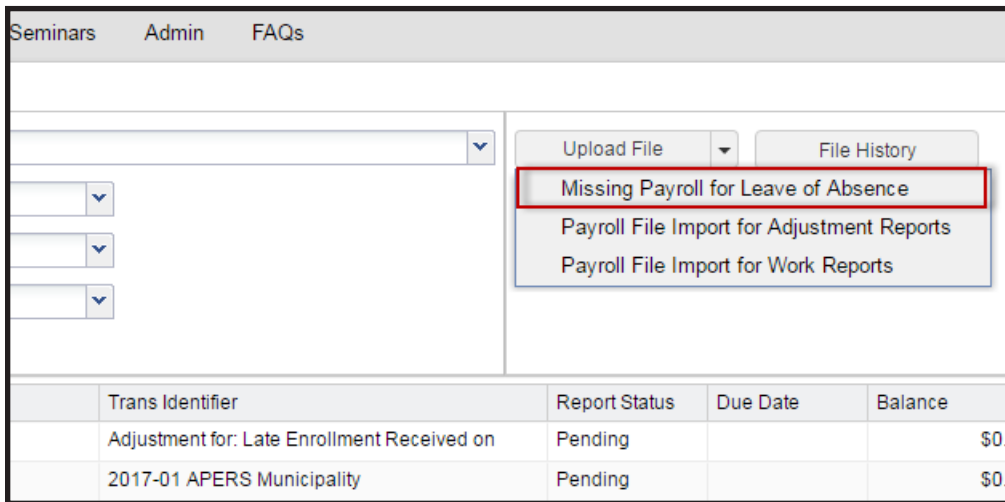 Seminars Admin FAQs
Upload File File History
Missing Payroll for Leave of Absence
Payroll File Import for Adjustment Reports
Payroll File Import for Work Reports
Trans Identifier Report Status Due Date Balance
Adjustment for: Late Enrollment Received on Pending $0.
2017-01 APERS Municipality Pending $0.